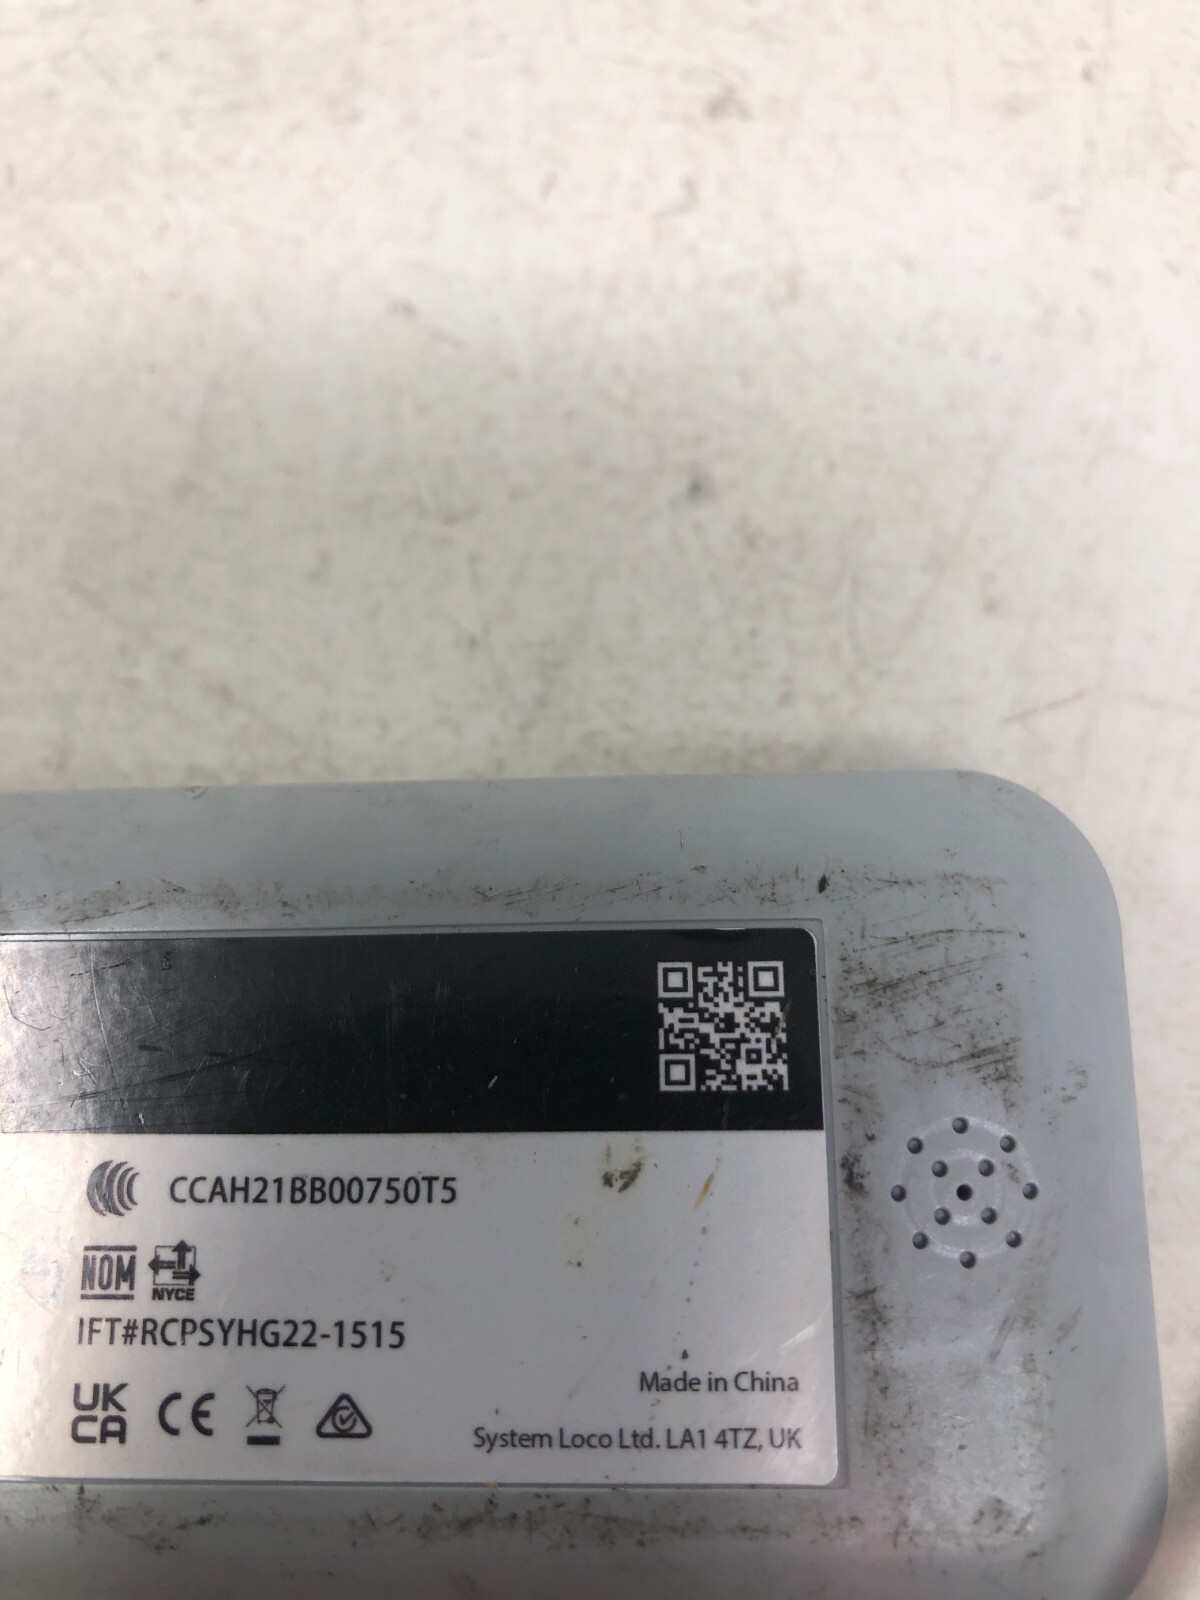 CCAH21BB00750T5
NOM
NYCE
IFT#RCPSYHG22-1515
UK
CA
CE
Made in China
System Loco Ltd. LA1 4TZ, UK